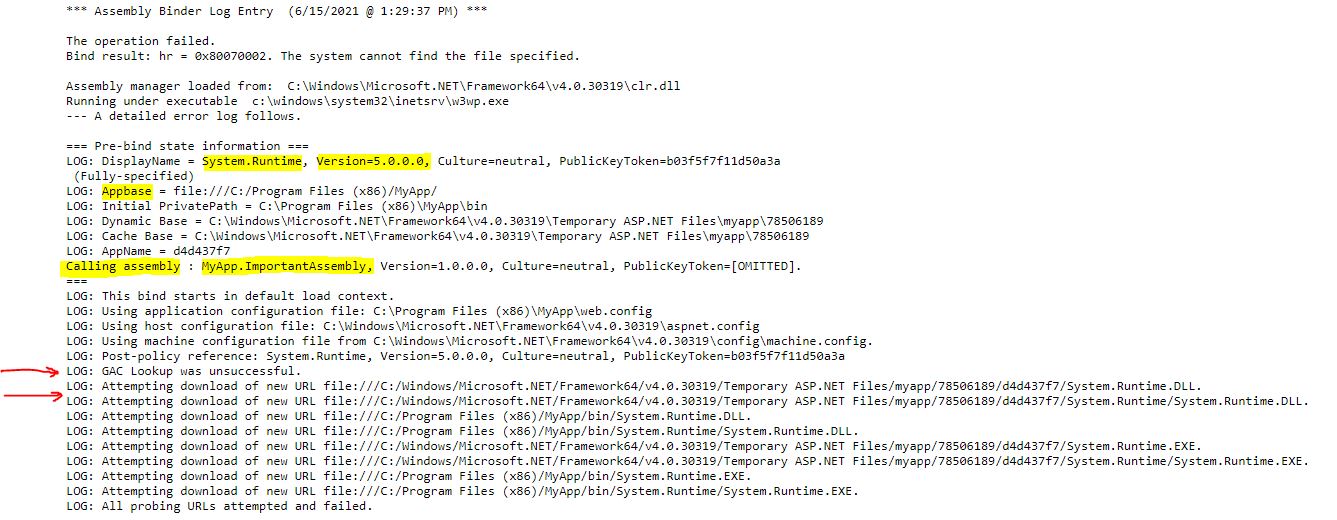 *** Assembly Binder Log Entry  (6/15/2021 @ 1:29:37 PM) ***
The operation failed.
Bind result: hr = 0x80070002. The system cannot find the file specified.
Assembly manager loaded from:  C:\Windows\Microsoft.NET\Framework64\v4.0.30319\clr.dll
Running under executable  c:\windows\system32\inetsrv\w3wp.exe
--- A detailed error log follows.
=== Pre-bind state information ===
LOG: DisplayName = System.Runtime, Version=5.0.0.0, Culture=neutral, PublicKeyToken=b03f5f7f11d50a3a
(Fully-specified)
LOG: Appbase = file:///C:/Program Files (x86)/MyApp/
LOG: Initial PrivatePath = C:\Program Files (x86)\MyApp\bin
LOG: Dynamic Base = C:\Windows\Microsoft.NET\Framework64\v4.0.30319\Temporary ASP.NET Files\myapp\78506189
LOG: Cache Base = C:\Windows\Microsoft.NET\Framework64\v4.0.30319\Temporary ASP.NET Files\myapp\78506189
LOG: AppName = d4d437f7
Calling assembly : MyApp.ImportantAssembly, Version=1.0.0.0, Culture=neutral, PublicKeyToken=[OMITTED].
===
LOG: This bind starts in default load context.
LOG: Using application configuration file: C:\Program Files (x86)\MyApp\web.config
LOG: Using host configuration file: C:\Windows\Microsoft.NET\Framework64\v4.0.30319\aspnet.config
LOG: Using machine configuration file from C:\Windows\Microsoft.NET\Framework64\v4.0.30319\config\machine.config.
LOG: Post-policy reference: System.Runtime, Version=5.0.0.0, Culture=neutral, PublicKeyToken=b03f5f7f11d50a3a
LOG: GAC Lookup was unsuccessful.
LOG: Attempting download of new URL file:///C:/Windows/Microsoft.NET/Framework64/v4.0.30319/Temporary ASP.NET Files/myapp/78506189/d4d437f7/System.Runtime.DLL.
LOG: Attempting download of new URL file:///C:/Windows/Microsoft.NET/Framework64/v4.0.30319/Temporary ASP.NET Files/myapp/78506189/d4d437f7/System.Runtime/System.Runtime.DLL.
LOG: Attempting download of new URL file:///C:/Program Files (x86)/MyApp/bin/System.Runtime.DLL.
LOG: Attempting download of new URL file:///C:/Program Files (x86)/MyApp/bin/System.Runtime/System.Runtime.DLL.
LOG: Attempting download of new URL file:///C:/Windows/Microsoft.NET/Framework64/v4.0.30319/Temporary ASP.NET Files/myapp/78506189/d4d437f7/System.Runtime.EXE.
LOG: Attempting download of new URL file:///C:/Windows/Microsoft.NET/Framework64/v4.0.30319/Temporary ASP.NET Files/myapp/78506189/d4d437f7/System.Runtime/System.Runtime.EXE.
LOG: Attempting download of new URL file:///C:/Program Files (x86)/MyApp/bin/System.Runtime.EXE.
LOG: Attempting download of new URL file:///C:/Program Files (x86)/MyApp/bin/System.Runtime/System.Runtime.EXE.
LOG: All probing URLs attempted and failed.